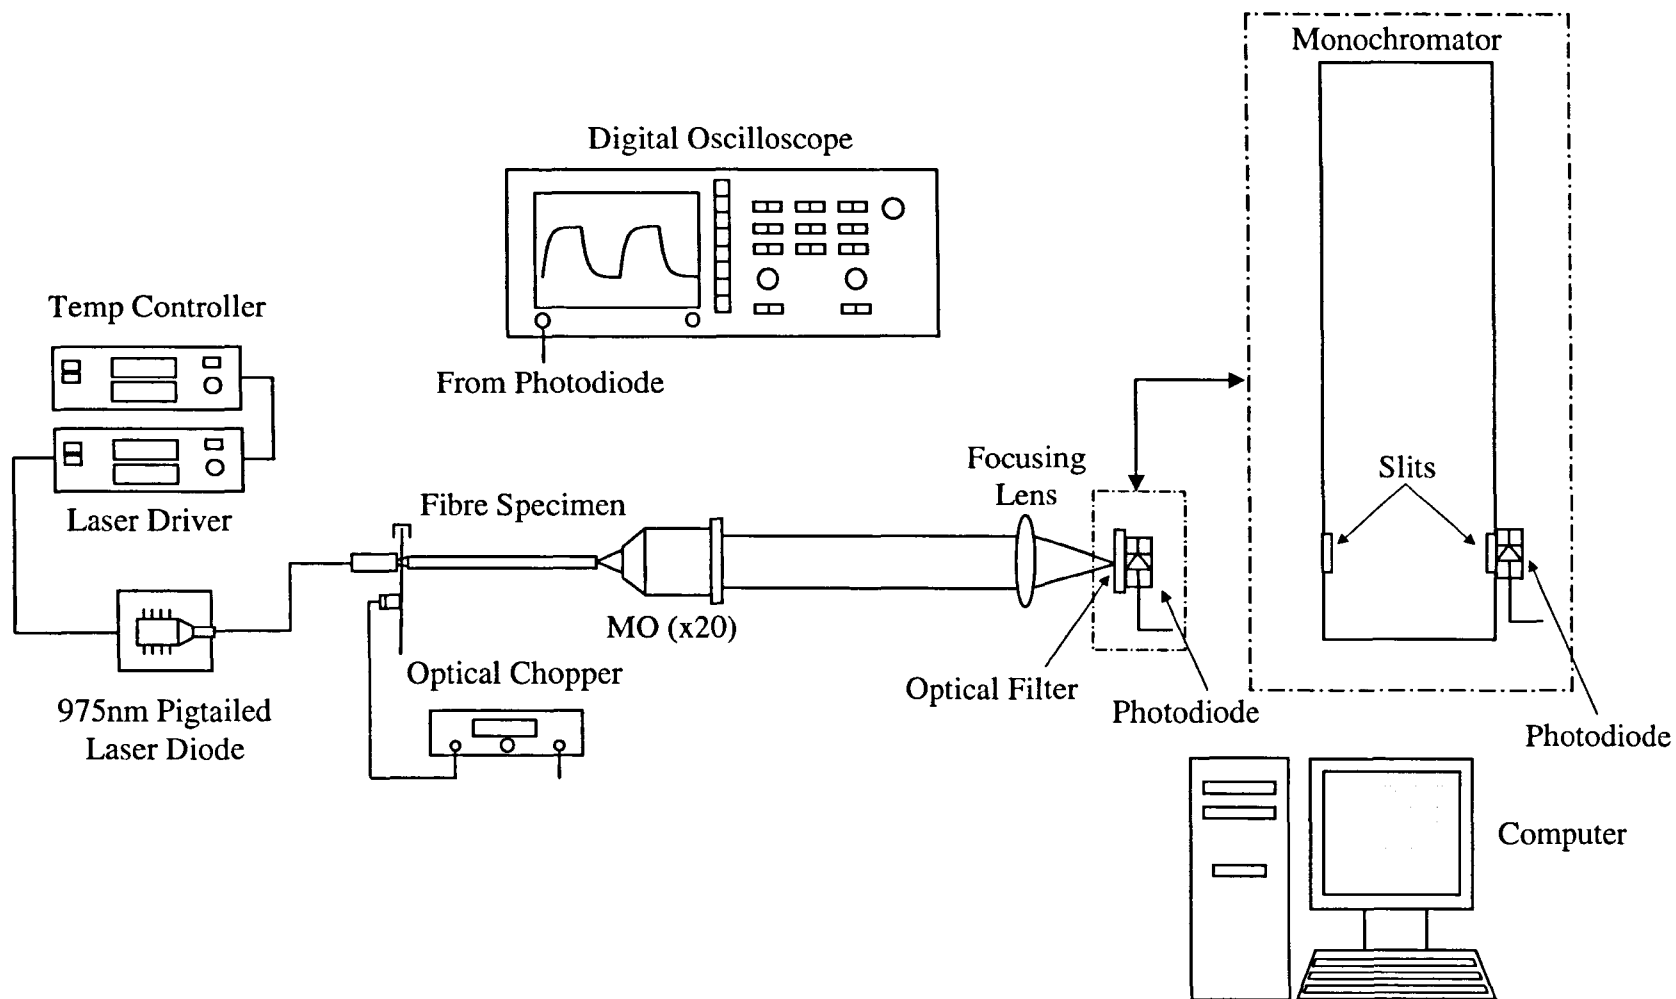 Monochromator
Digital Oscilloscope
Temp Controller
From Photodiode
Focusing
Lens
Slits
Fibre Specimen
Laser Driver
MO (x20)
Optical Chopper
Optical Filter
Photodiode
975nm Pigtailed
Laser Diode
Photodiode
Computer